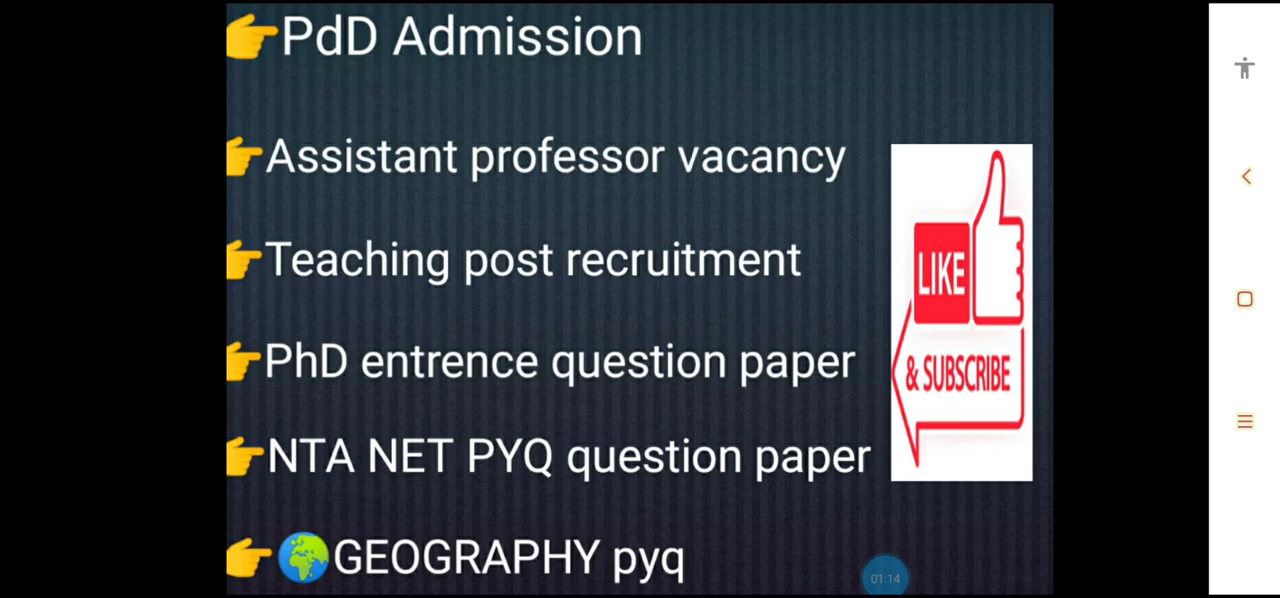 👉PdD Admission
👉Assistant professor vacancy
👉Teaching post recruitment
LIKE
& SUBSCRIBE
👉PhD entrence question paper
👉NTA NET PYQ question paper
👉🌍GEOGRAPHY pyq
01:14